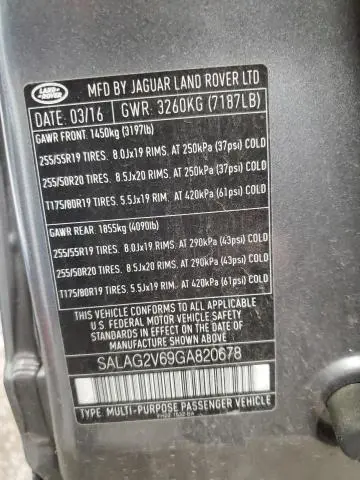 LAND ROVER
MFD BY JAGUAR LAND ROVER LTD
DATE: 03/16 GWR: 3260KG (7187LB)
GAWR FRONT: 1450kg (3197lb)
255/55R19 TIRES. 8.0Jx19 RIMS. AT 250kPa (37psi) COLD
255/50R20 TIRES. 8.5Jx20 RIMS. AT 250kPa (37psi) COLD
T175/80R19 TIRES. 5.5Jx19 RIM. AT 420kPa (61psi) COLD
GAWR REAR. 1855kg (4090lb)
255/55R19 TIRES. 8.0Jx19 RIMS. AT 290kPa (43psi) COLD
255/50R20 TIRES. 8.5Jx20 RIMS. AT 290kPa (43psi) COLD
T175/80R19 TIRES. 5.5Jx19 RIM. AT 420kPa (61psi) COLD
THIS VEHICLE CONFORMS TO ALL APPLICABLE
U.S. FEDERAL MOTOR VEHICLE SAFETY
STANDARDS IN EFFECT ON THE DATE OF
MANUFACTURE SHOWN ABOVE
SALAG2V69GA820678
TYPE: MULTI-PURPOSE PASSENGER VEHICLE